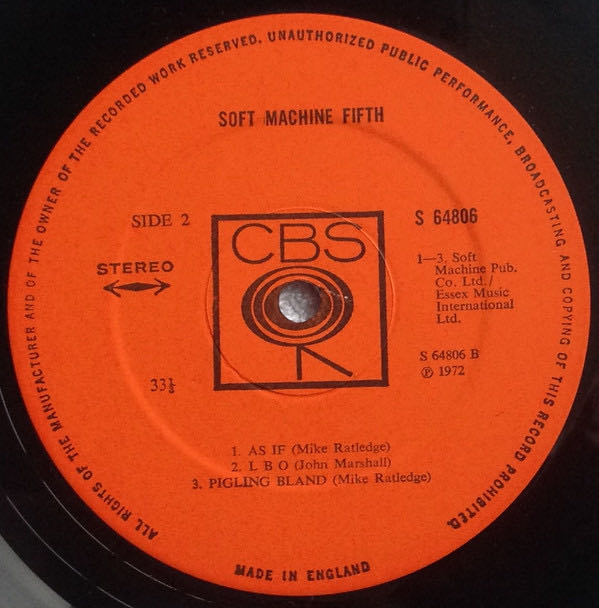 ALL RIGHTS OF THE MANUFACTURER AND OF THE OWNER OF THE RECORDED WORK RESERVED. UNAUTHORIZED PUBLIC PERFORMANCE, BROADCASTING AND COPYING OF THIS RECORD PROHIBITED.
SOFT MACHINE FIFTH
SIDE 2
S 64806
CBS
STEREO
1—3. Soft
Machine Pub.
Co. Ltd./
Essex Music
International
Ltd.
33⅓
S 64806 B
℗ 1972
1. AS IF (Mike Ratledge)
2. L B O (John Marshall)
3. PIGLING BLAND (Mike Ratledge)
MADE IN ENGLAND